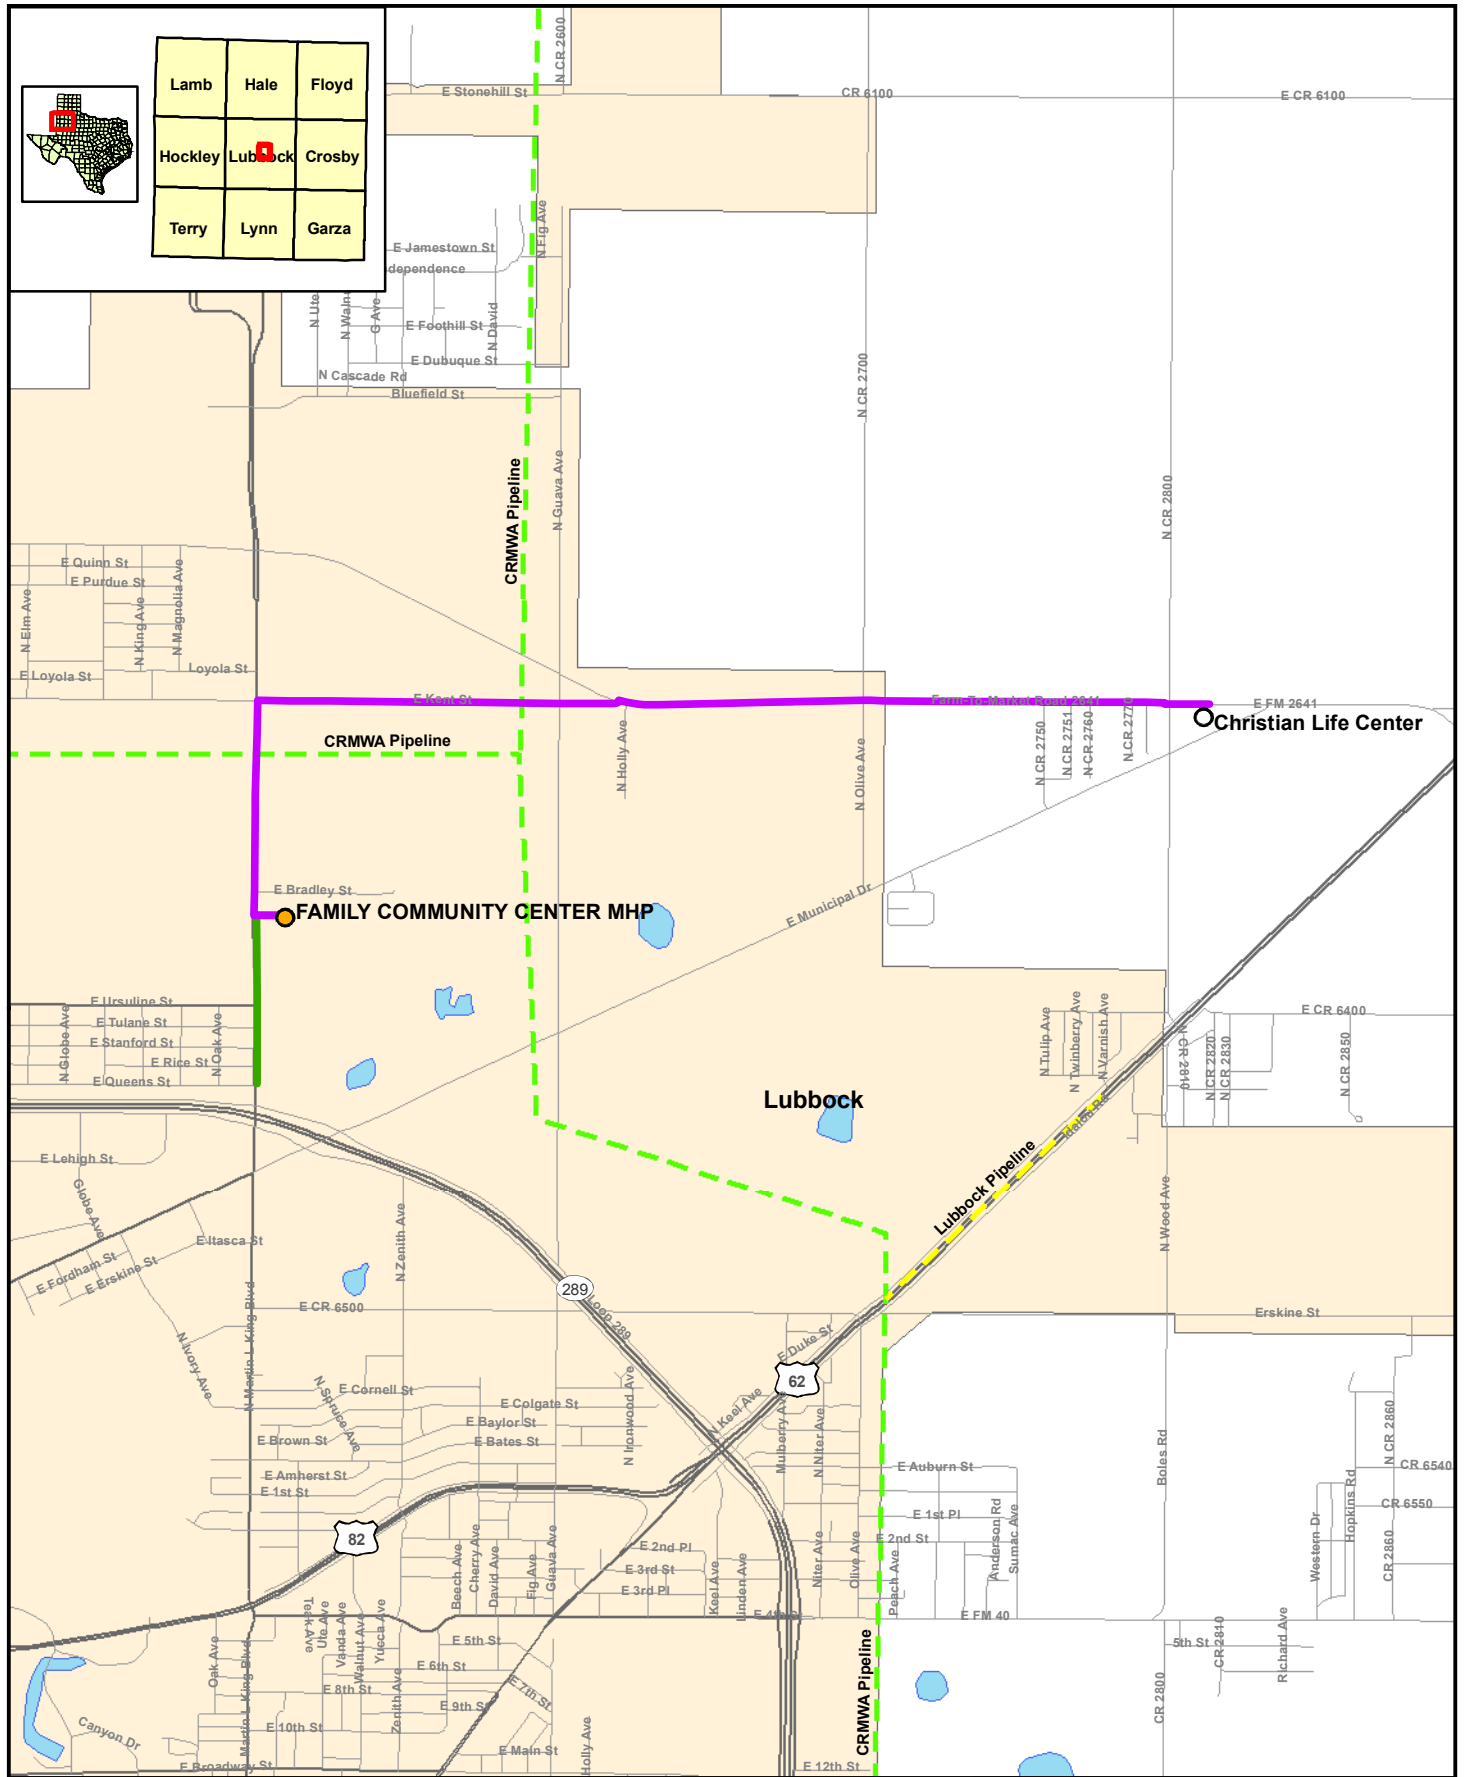 Lamb
Hale
Floyd
Hockley
Lubbock
Crosby
Terry
Lynn
Garza
N CR 2600
E Stonehill St
CR 6100
E CR 6100
N Fig Ave
E Jamestown St
dependence
N Ute
N Waln
G Ave
N David
E Foothill St
E Dubuque St
N Cascade Rd
Bluefield St
N CR 2700
N CR 2800
CRMWA Pipeline
N Guava Ave
E Quinn St
E Purdue St
N Elm Ave
N King Ave
N Magnolia Ave
Loyola St
E Loyola St
E Kent St
Farm-To-Market Road 2641
E FM 2641
Christian Life Center
CRMWA Pipeline
N Holly Ave
N Olive Ave
N CR 2750
N CR 2751
N CR 2760
N CR 2770
E Bradley St
FAMILY COMMUNITY CENTER MHP
E Municipal Dr
E Ursuline St
E Tulane St
E Stanford St
E Rice St
E Queens St
N Globe Ave
N Oak Ave
N Tulip Ave
N Twinberry Ave
N Varnish Ave
E CR 6400
N CR 2810
N CR 2820
N CR 2830
N CR 2850
Lubbock
Idalou Rd
Lubbock Pipeline
E Lehigh St
Globe Ave
E Itasca St
E Fordham St
E Erskine St
N Zenith Ave
N Wood Ave
289
Loop 289
E CR 6500
Erskine St
N Martin L King Blvd
N Ivory Ave
E Duke St
62
N Spruce Ave
E Cornell St
E Colgate St
E Baylor St
E Bates St
E Brown St
E Amherst St
E 1st St
N Ironwood Ave
N Keel Ave
Mulberry Ave
N Niter Ave
Boles Rd
N CR 2860
E Auburn St
CR 6540
CR 6550
E 1st Pl
E 2nd St
Anderson Rd
Sumac Ave
Western Dr
Hopkins Rd
CR 2860
82
E 2nd Pl
E 3rd St
E 3rd Pl
Beech Ave
Cherry Ave
David Ave
Fig Ave
Guava Ave
Keel Ave
Linden Ave
Niter Ave
Olive Ave
Peach Ave
E FM 40
Teak Ave
Ute Ave
Vanda Ave
Walnut Ave
Yucca Ave
Oak Ave
Martin L King Blvd
E 5th St
E 6th St
E 7th St
E 8th St
E 9th St
E 10th St
Zenith Ave
CRMWA Pipeline
5th St
CR 2810
Richard Ave
CR 2800
Canyon Dr
E Main St
Holly Ave
E Broadway St
E 12th St